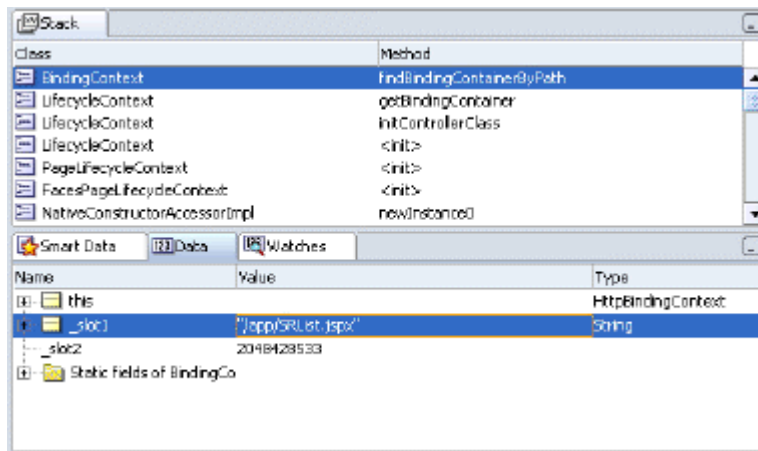 Stack
Class Method
BindingContext findBindingContainerByPath
LifecycleContext getBindingContainer
LifecycleContext initControllerClass
LifecycleContext <init>
PageLifecycleContext <init>
FacesPageLifecycleContext <init>
NativeConstructorAccessorImpl newInstance0
Smart Data Data Watches
Name Value Type
this HttpBindingContext
_slot1 "/app/SRList.jspx" String
_slot2 2048428533
Static fields of BindingCo